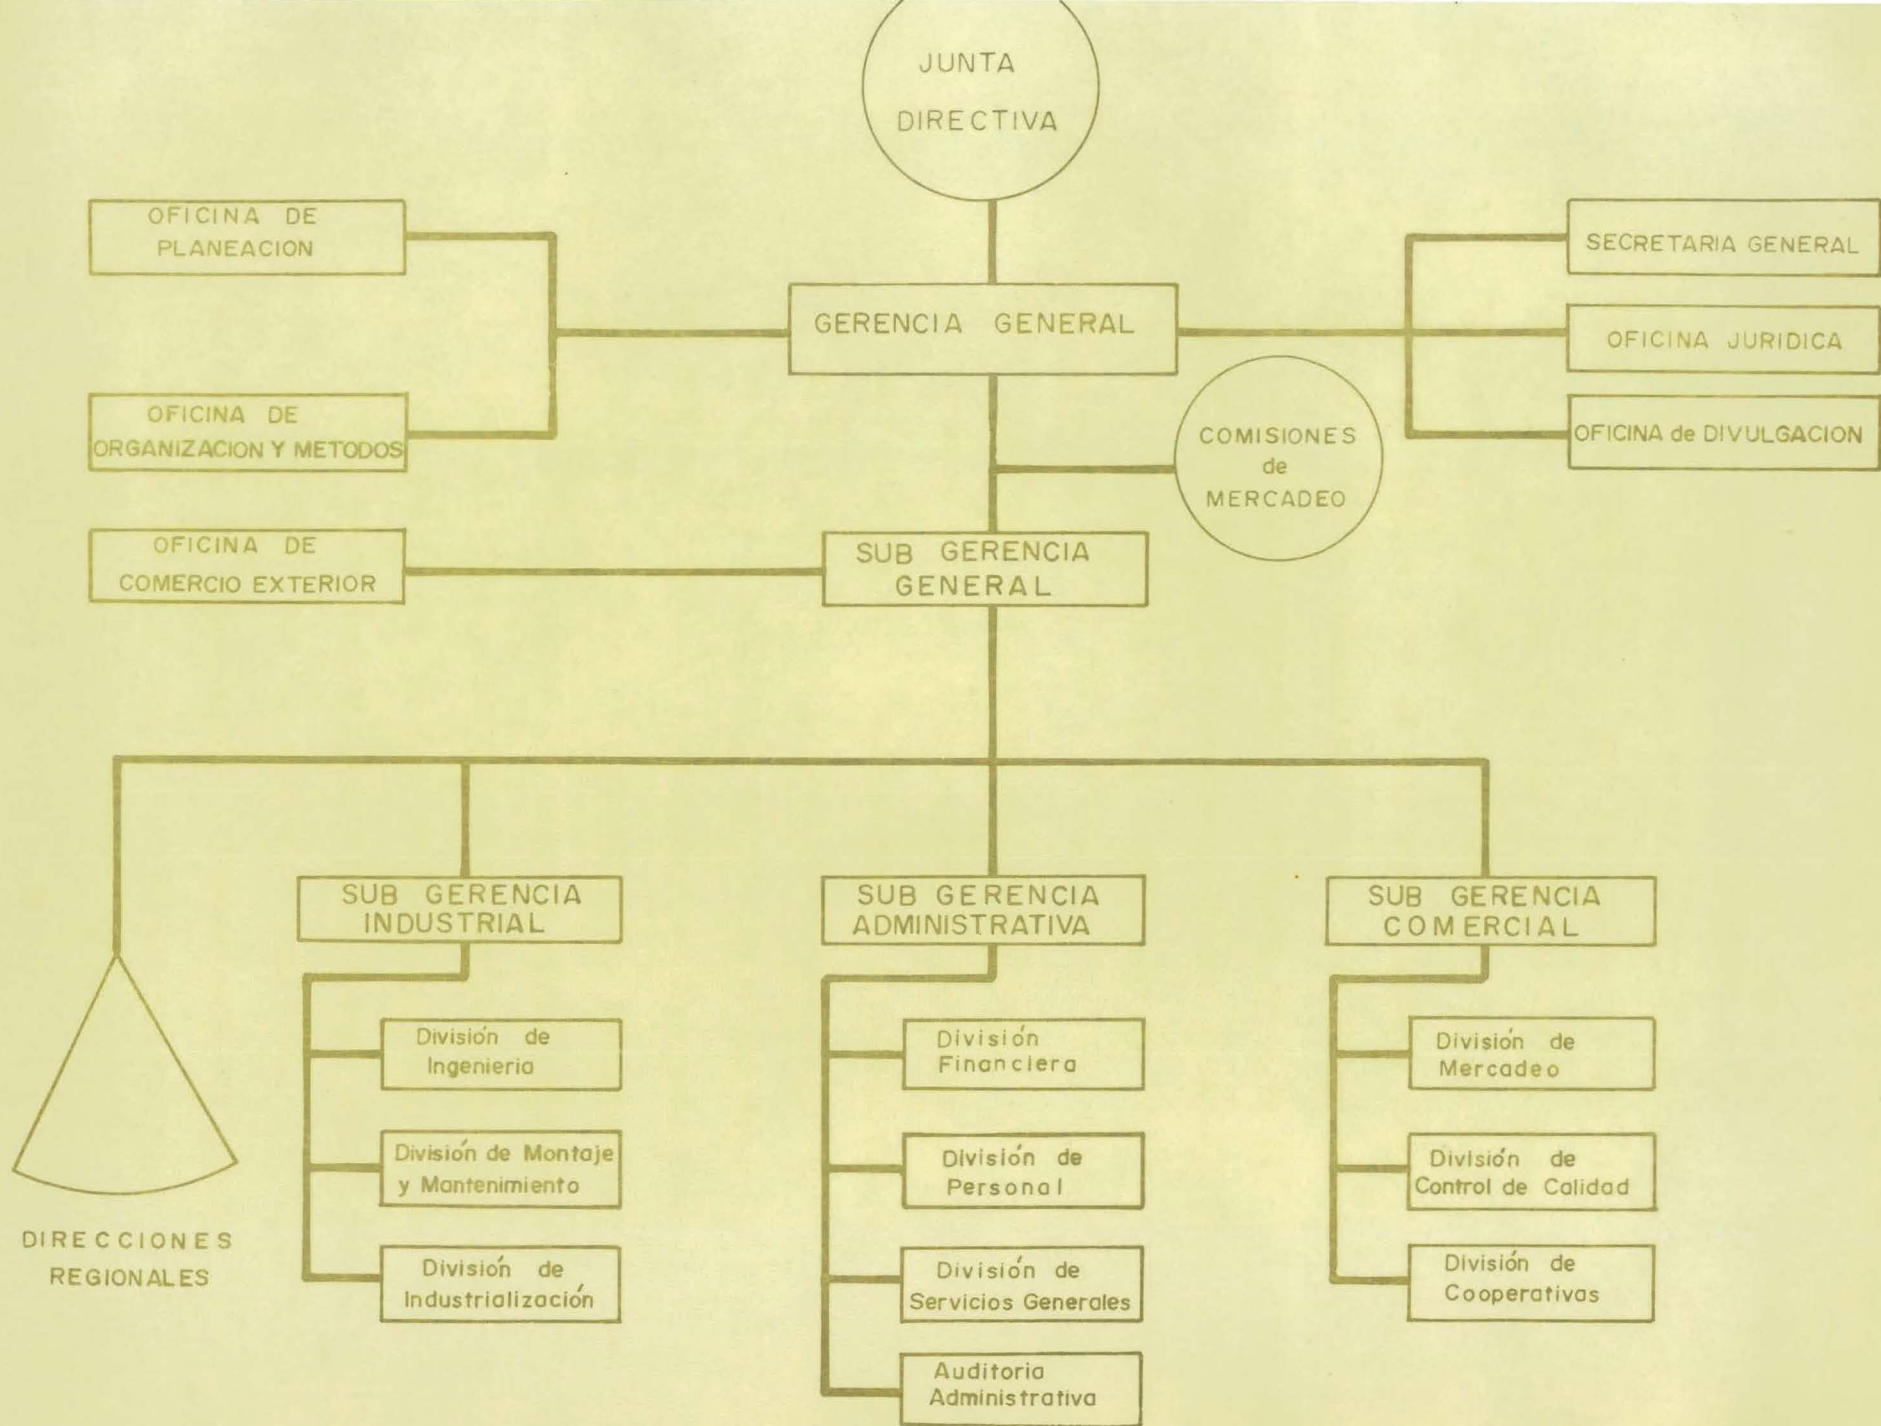 JUNTA
DIRECTIVA
OFICINA DE
PLANEACION
SECRETARIA GENERAL
GERENCIA GENERAL
OFICINA JURIDICA
OFICINA DE
ORGANIZACION Y METODOS
OFICINA de DIVULGACION
COMISIONES
de
MERCADEO
OFICINA DE
COMERCIO EXTERIOR
SUB GERENCIA
GENERAL
SUB GERENCIA
INDUSTRIAL
SUB GERENCIA
ADMINISTRATIVA
SUB GERENCIA
COMERCIAL
DIRECCIONES
REGIONALES
División de
Ingenieria
División de Montaje
y Mantenimiento
División de
Industrialización
División
Financiera
División de
Personal
División de
Servicios Generales
Auditoria
Administrativa
División de
Mercadeo
División de
Control de Calidad
División de
Cooperativas